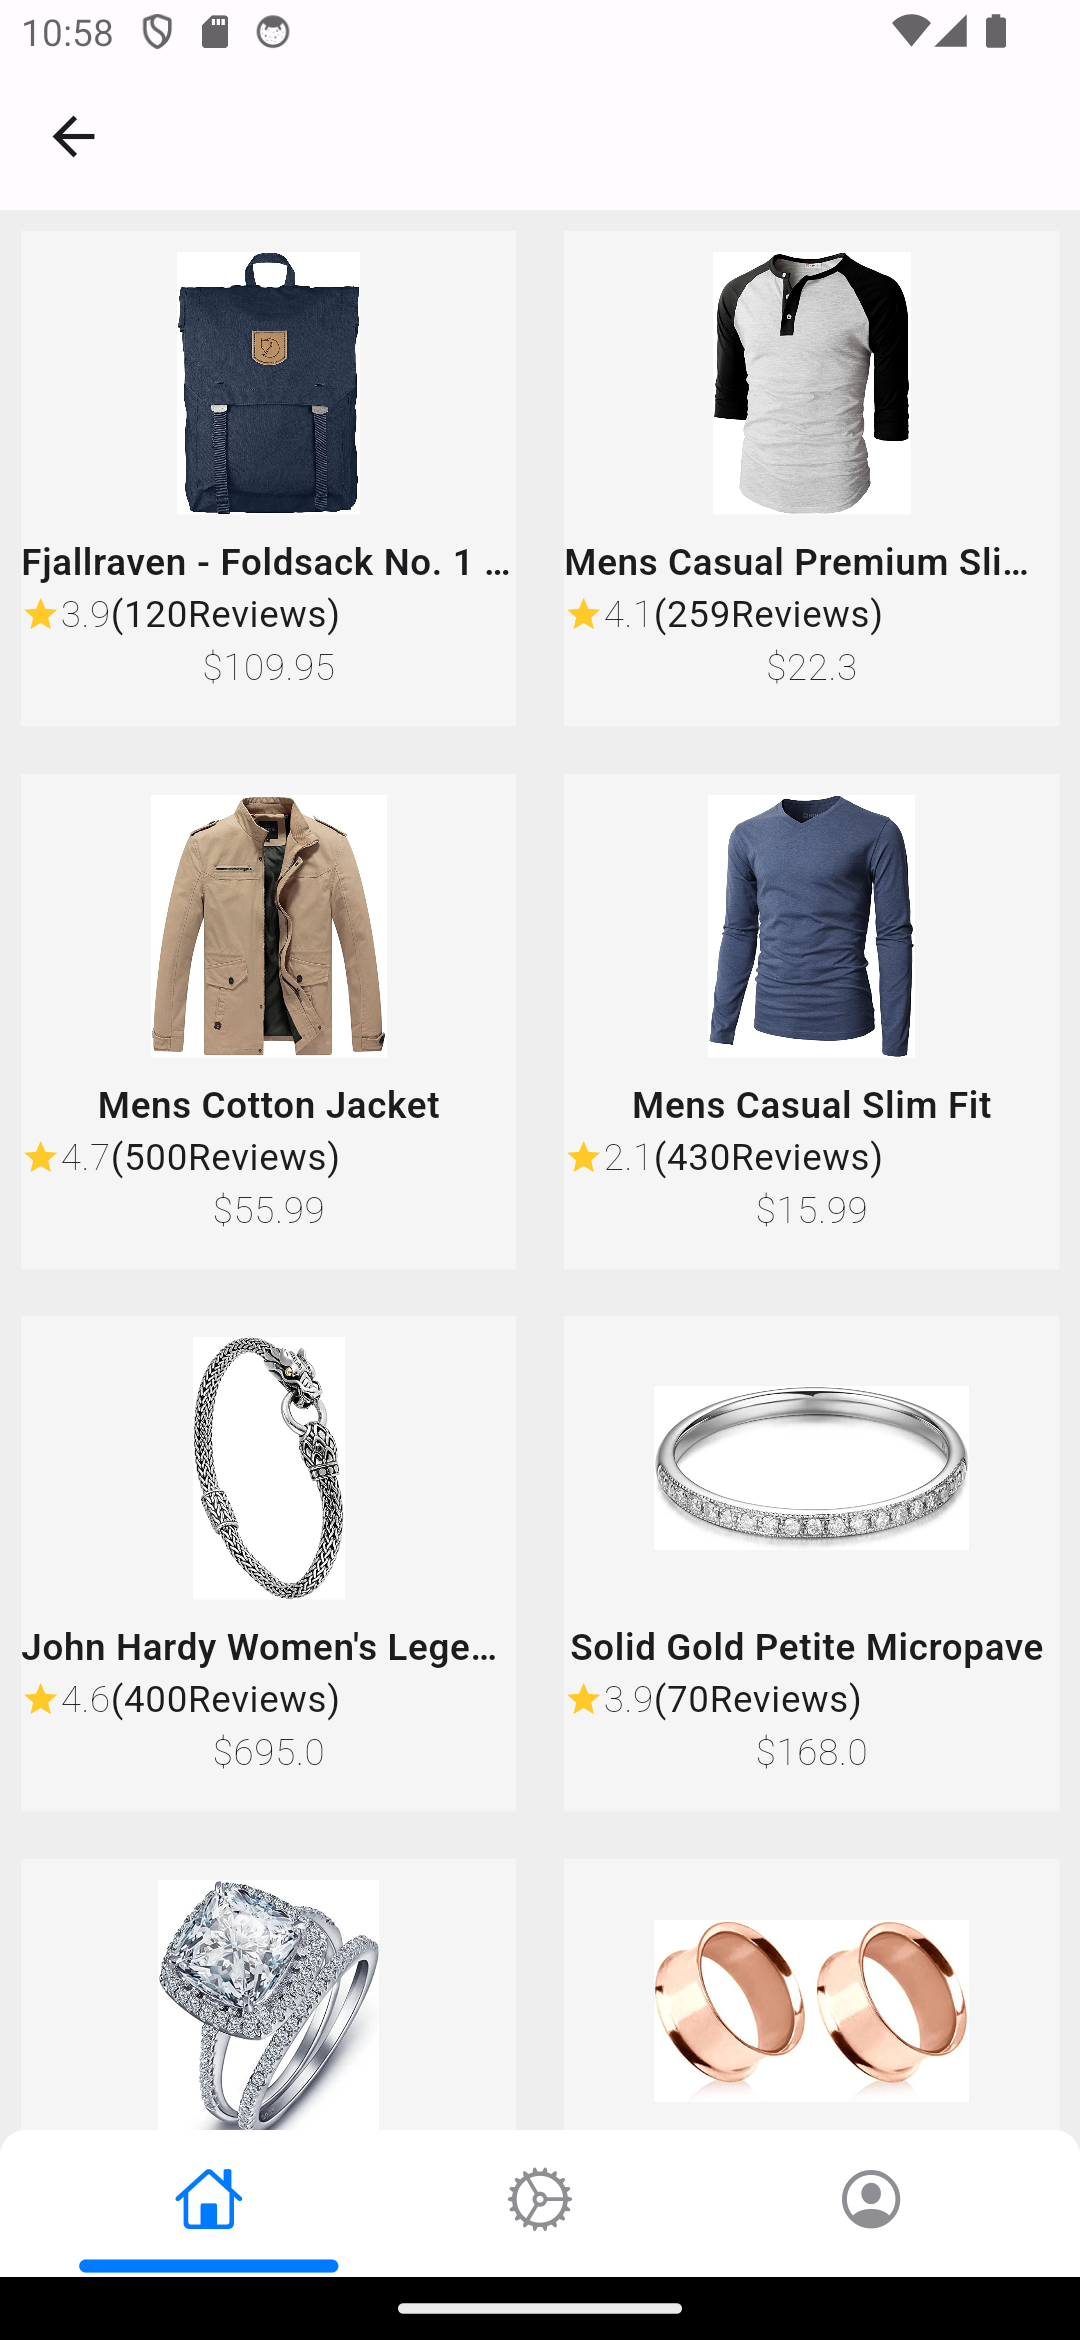 10:58
Fjallraven - Foldsack No. 1 ...
3.9(120Reviews)
$109.95
Mens Casual Premium Sli...
4.1(259Reviews)
$22.3
Mens Cotton Jacket
4.7(500Reviews)
$55.99
Mens Casual Slim Fit
2.1(430Reviews)
$15.99
John Hardy Women's Lege...
4.6(400Reviews)
$695.0
Solid Gold Petite Micropave
3.9(70Reviews)
$168.0